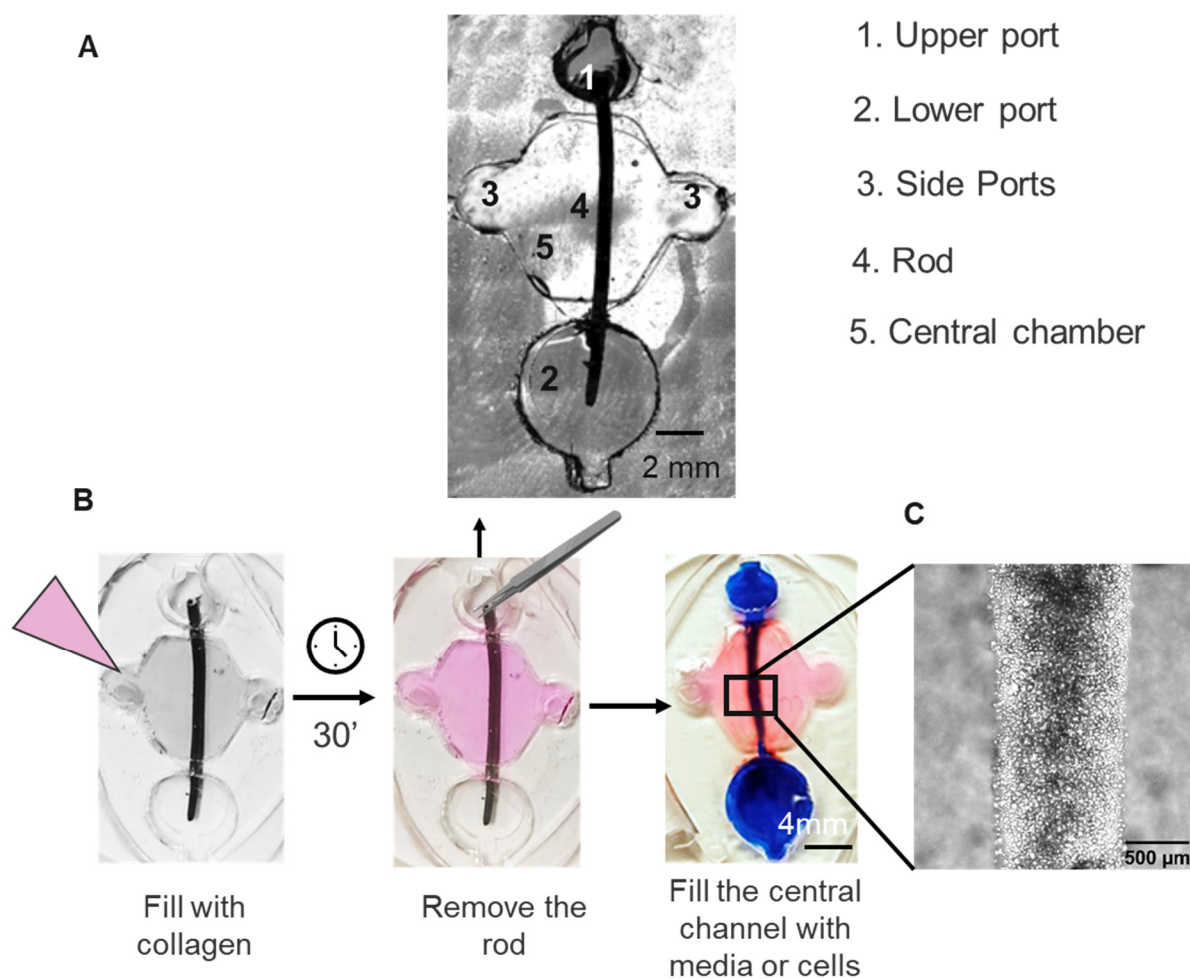 A
1. Upper port
2. Lower port
3. Side Ports
4. Rod
5. Central chamber
1
3
3
4
5
2
2 mm
B
C
30’
4mm
500 µm
Fill with
collagen
Remove the
rod
Fill the central
channel with
media or cells